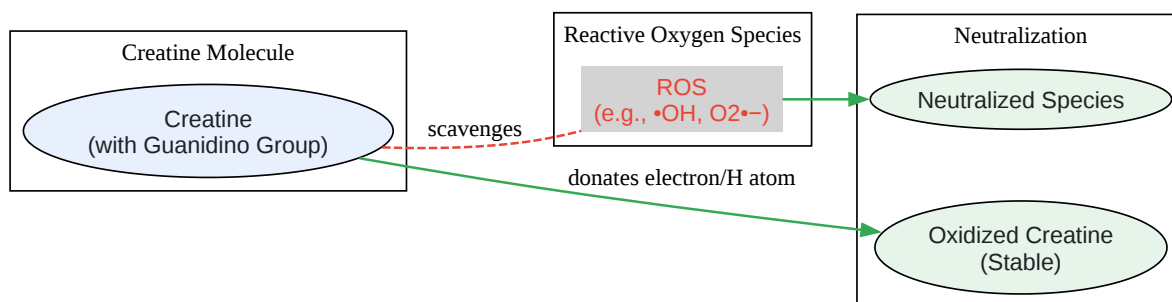 Creatine Molecule
Creatine
(with Guanidino Group)
scavenges
Reactive Oxygen Species
ROS
(e.g., •OH, O2•−)
donates electron/H atom
Neutralization
Neutralized Species
Oxidized Creatine
(Stable)